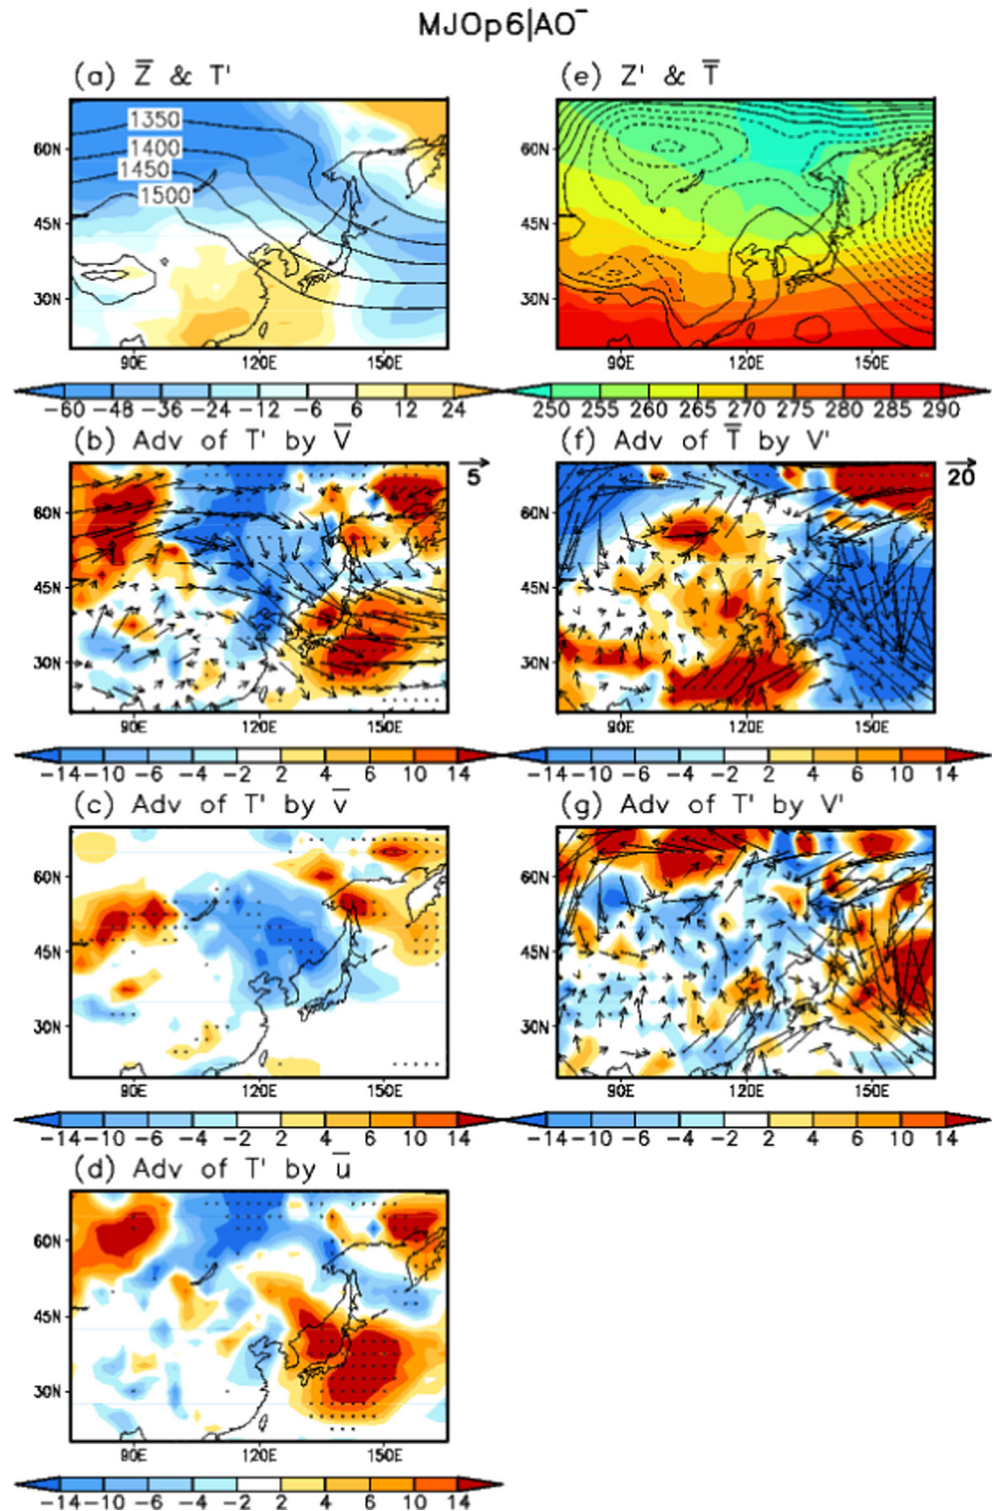 MJOp6|AO⁻
(a) Z̅ & T'
1350
1400
1450
1500
60N
45N
30N
90E 120E 150E
-60 -48 -36 -24 -12 -6 6 12 24
(e) Z' & T̅
60N
45N
30N
90E 120E 150E
250 255 260 265 270 275 280 285 290
(b) Adv of T' by V̅
5
60N
45N
30N
90E 120E 150E
-14 -10 -6 -4 -2 2 4 6 10 14
(f) Adv of T̅ by V'
20
60N
45N
30N
90E 120E 150E
-14 -10 -6 -4 -2 2 4 6 10 14
(c) Adv of T' by v̅
60N
45N
30N
90E 120E 150E
-14 -10 -6 -4 -2 2 4 6 10 14
(g) Adv of T' by V'
60N
45N
30N
90E 120E 150E
-14 -10 -6 -4 -2 2 4 6 10 14
(d) Adv of T' by u̅
60N
45N
30N
90E 120E 150E
-14 -10 -6 -4 -2 2 4 6 10 14